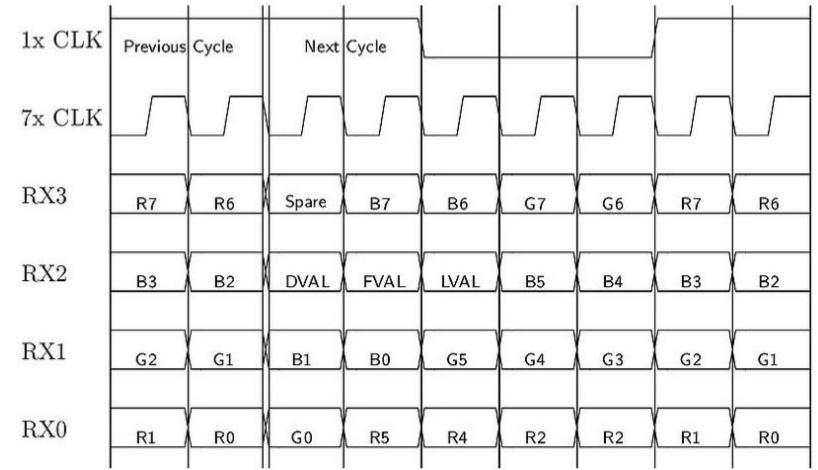 1x CLK Previous Cycle Next Cycle
7x CLK
RX3 R7 R6 Spare B7 B6 G7 G6 R7 R6
RX2 B3 B2 DVAL FVAL LVAL B5 B4 B3 B2
RX1 G2 G1 B1 B0 G5 G4 G3 G2 G1
RX0 R1 R0 G0 R5 R4 R2 R2 R1 R0